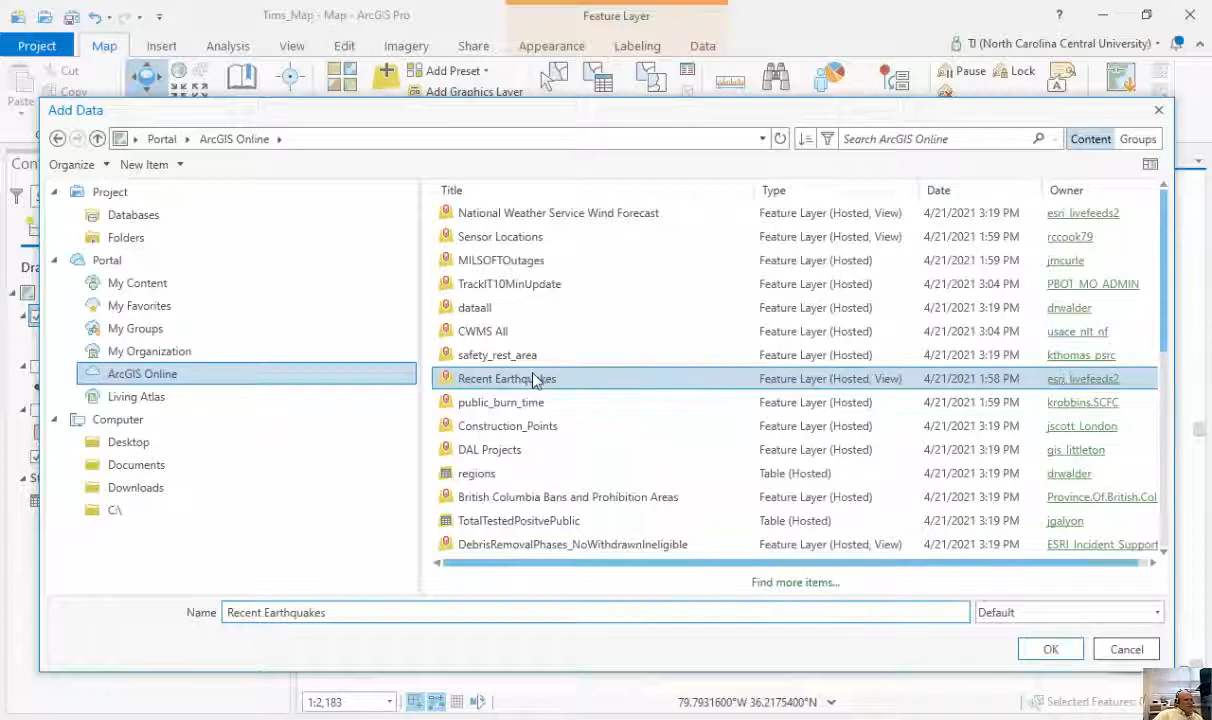 Tims_Map - Map - ArcGIS Pro
Feature Layer
?
Project
Map
Insert
Analysis
View
Edit
Imagery
Share
Appearance
Labeling
Data
TJ (North Carolina Central University)
Cut
Copy
Paste
Add Preset
Add Graphics Layer
Pause
Lock
Add Data
Portal
ArcGIS Online
Search ArcGIS Online
Content
Groups
Organize
New Item
Con
Dra
Project
Databases
Folders
Portal
My Content
My Favorites
My Groups
My Organization
ArcGIS Online
Living Atlas
Computer
Desktop
Documents
Downloads
C:\
Title Type Date Owner
National Weather Service Wind Forecast Feature Layer (Hosted, View) 4/21/2021 3:19 PM esri_livefeeds2
Sensor Locations Feature Layer (Hosted, View) 4/21/2021 1:59 PM rccook79
MILSOFTOutages Feature Layer (Hosted) 4/21/2021 1:59 PM jmcurle
TrackIT10MinUpdate Feature Layer (Hosted) 4/21/2021 3:04 PM PBOT_MO_ADMIN
dataall Feature Layer (Hosted) 4/21/2021 3:19 PM drwalder
CWMS All Feature Layer (Hosted) 4/21/2021 3:04 PM usace_nlt_nf
safety_rest_area Feature Layer (Hosted) 4/21/2021 3:19 PM kthomas_psrc
Recent Earthquakes Feature Layer (Hosted, View) 4/21/2021 1:58 PM esri_livefeeds2
public_burn_time Feature Layer (Hosted) 4/21/2021 1:59 PM krobbins.SCFC
Construction_Points Feature Layer (Hosted) 4/21/2021 3:19 PM jscott_London
DAL Projects Feature Layer (Hosted) 4/21/2021 3:19 PM gis_littleton
regions Table (Hosted) 4/21/2021 3:19 PM drwalder
British Columbia Bans and Prohibition Areas Feature Layer (Hosted) 4/21/2021 3:19 PM Province.Of.British.Col
TotalTestedPositivePublic Table (Hosted) 4/21/2021 3:19 PM jgalyon
DebrisRemovalPhases_NoWithdrawnIneligible Feature Layer (Hosted, View) 4/21/2021 3:19 PM ESRI_Incident_Support
Find more items...
Name Recent Earthquakes Default
OK Cancel
1:2,183
79.7931600°W 36.2175400°N
Selected Features: